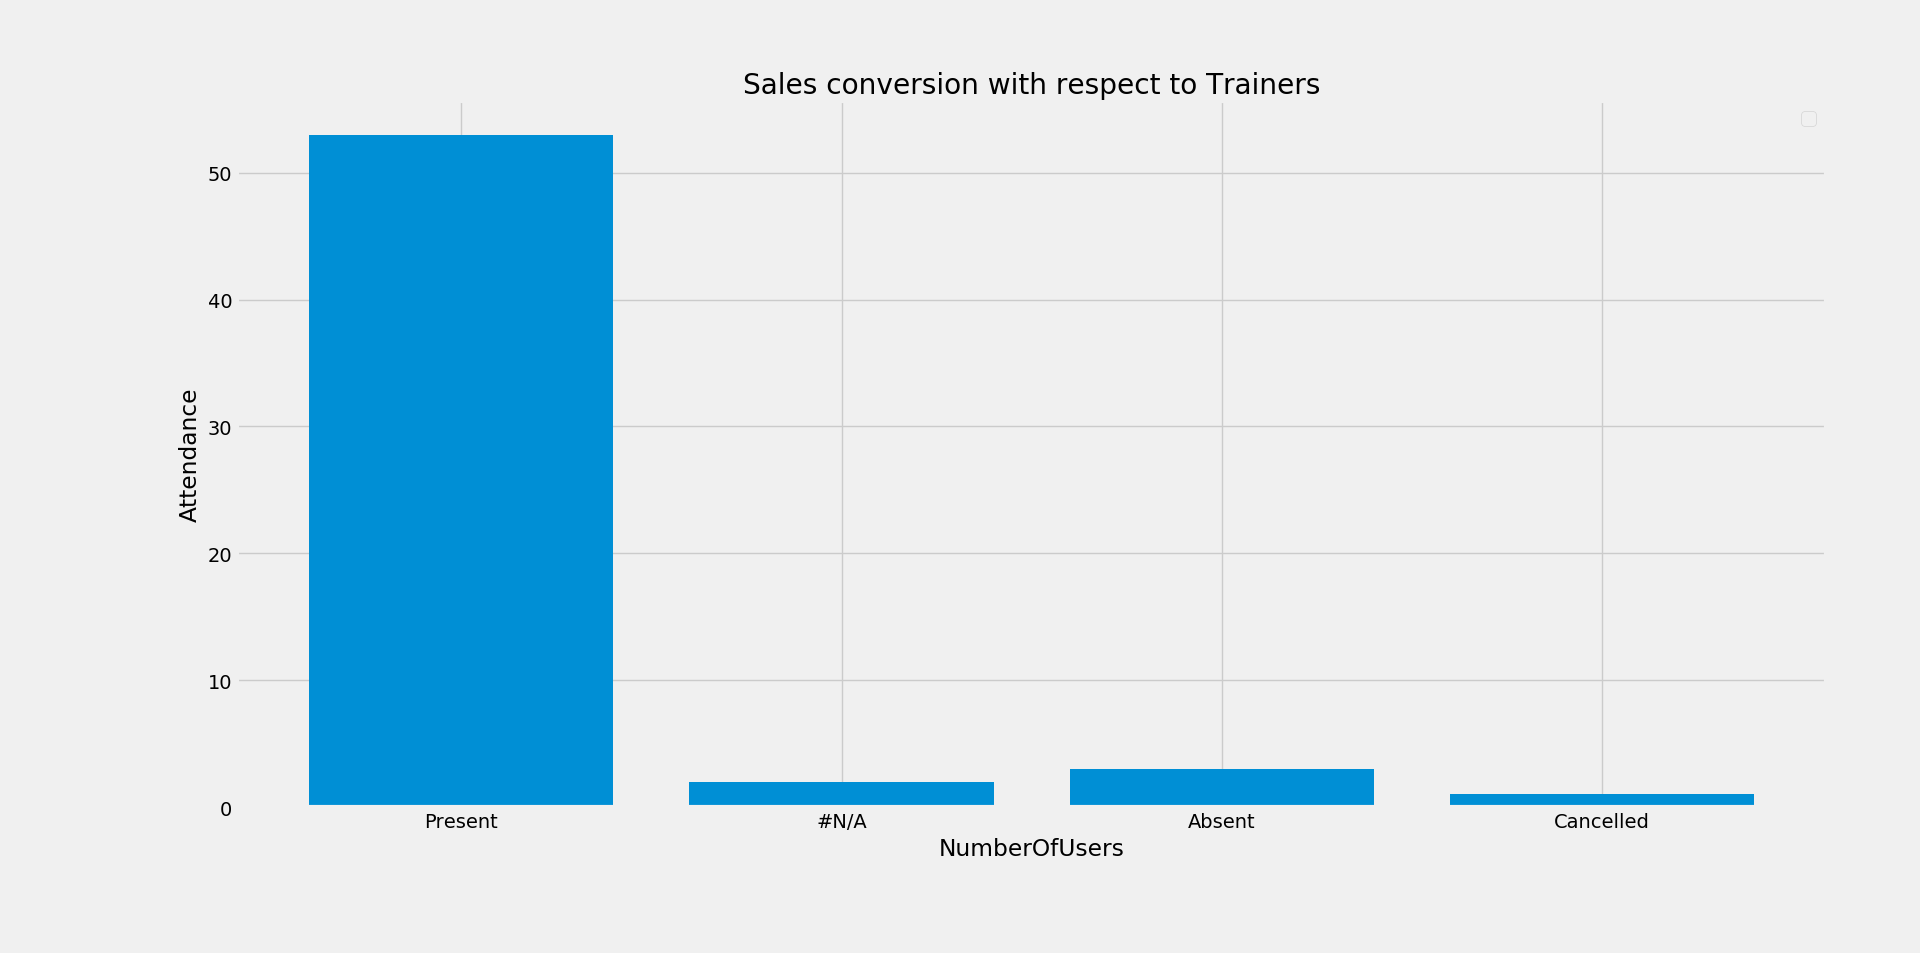 Sales conversion with respect to Trainers
50
40
30
20
10
0
Attendance
Present #N/A Absent Cancelled
NumberOfUsers